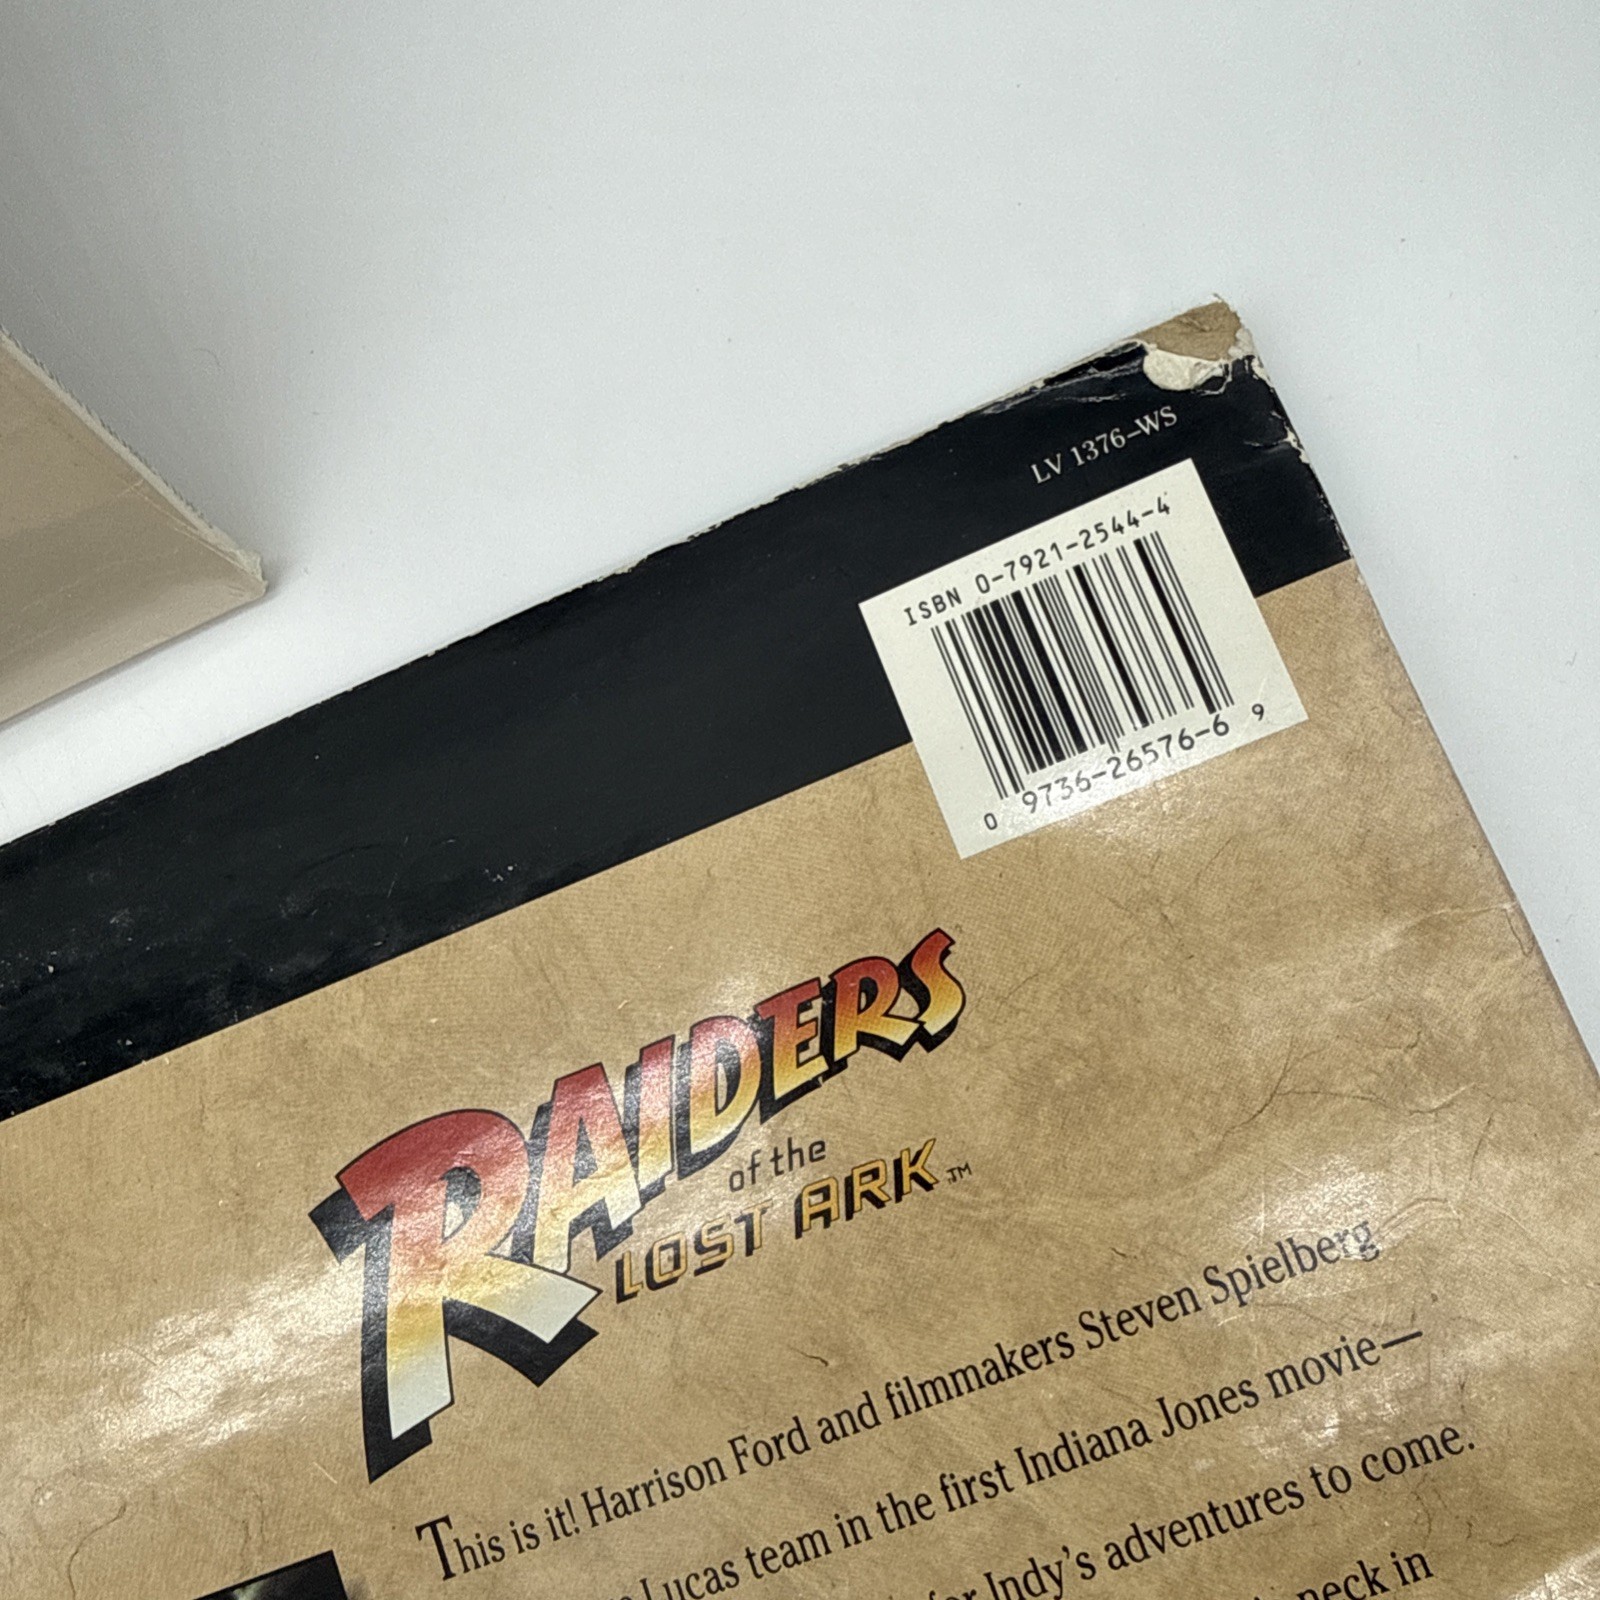 LV 1376–WS
ISBN 0-7921-2544-4
0 9736-26576-6 9
RAIDERS
of the
LOST ARK™
This is it! Harrison Ford and filmmakers Steven Spielberg
Lucas team in the first Indiana Jones movie—
for Indy's adventures to come.
neck in